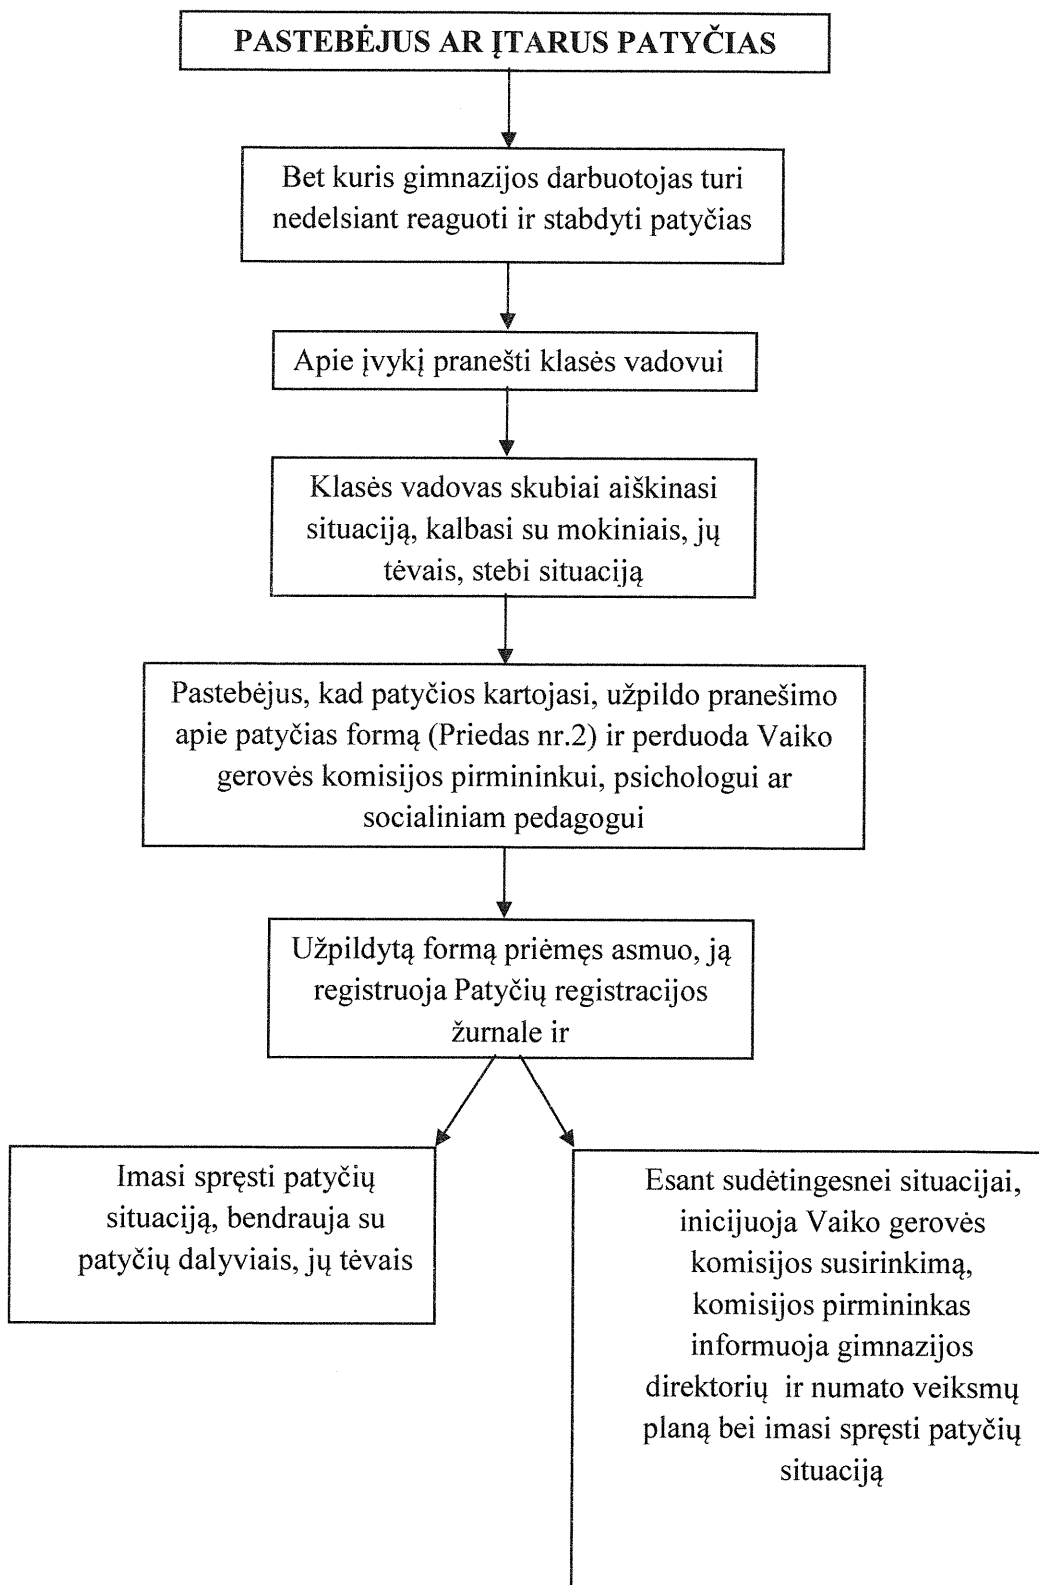 PASTEBĖJUS AR ĮTARUS PATYČIAS
Bet kuris gimnazijos darbuotojas turi
nedelsiant reaguoti ir stabdyti patyčias
Apie įvykį pranešti klasės vadovui
Klasės vadovas skubiai aiškinasi
situaciją, kalbasi su mokiniais, jų
tėvais, stebi situaciją
Pastebėjus, kad patyčios kartojasi, užpildo pranešimo
apie patyčias formą (Priedas nr.2) ir perduoda Vaiko
gerovės komisijos pirmininkui, psichologui ar
socialiniam pedagogui
Užpildytą formą priėmęs asmuo, ją
registruoja Patyčių registracijos
žurnale ir
Imasi spręsti patyčių
situaciją, bendrauja su
patyčių dalyviais, jų tėvais
Esant sudėtingesnei situacijai,
inicijuoja Vaiko gerovės
komisijos susirinkimą,
komisijos pirmininkas
informuoja gimnazijos
direktorių ir numato veiksmų
planą bei imasi spręsti patyčių
situaciją